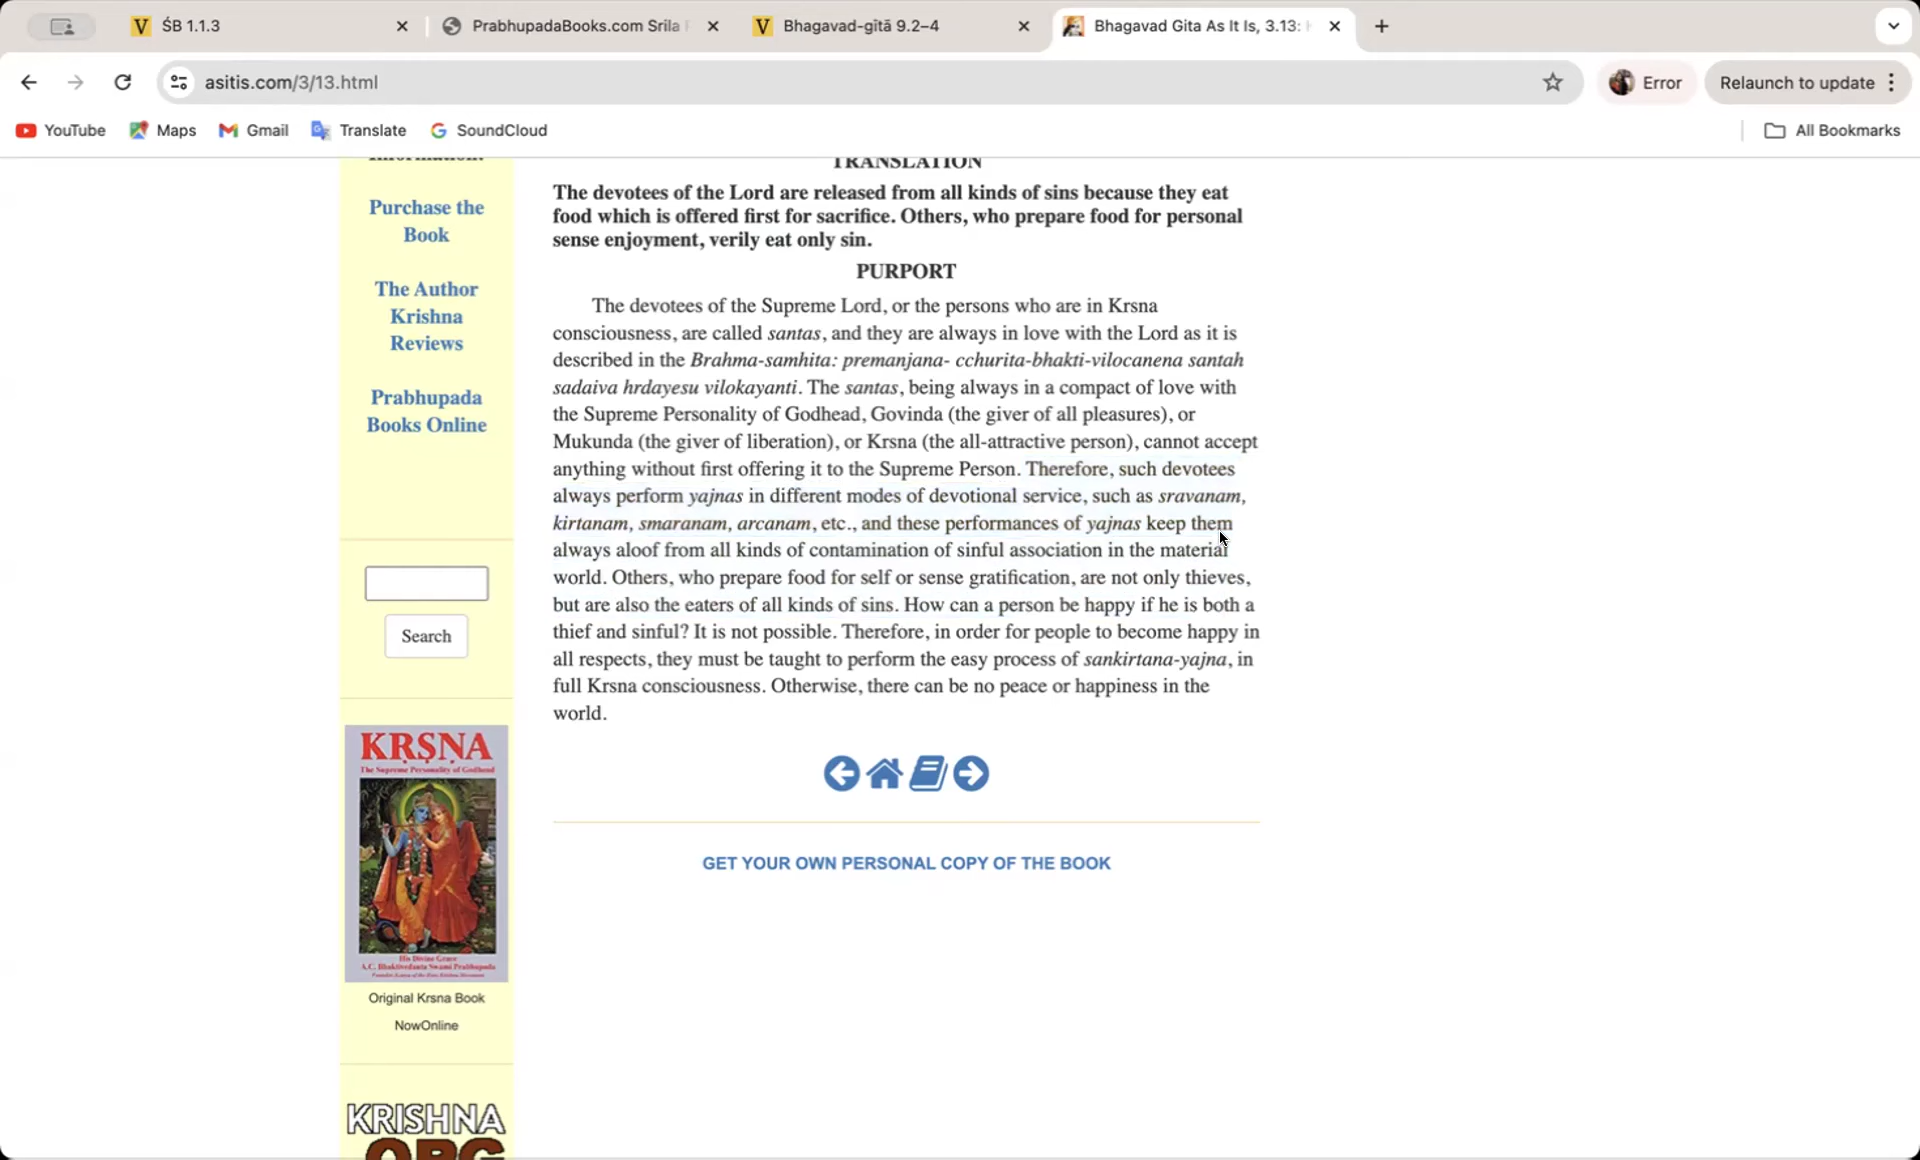 ŚB 1.1.3
PrabhupadaBooks.com Srila
Bhagavad-gītā 9.2–4
Bhagavad Gita As It Is, 3.13:
asitis.com/3/13.html
Error
Relaunch to update
YouTube
Maps
Gmail
Translate
SoundCloud
All Bookmarks
Information:
Purchase the
Book
The Author
Krishna
Reviews
Prabhupada
Books Online
Search
KṚṢṆA
The Supreme Personality of Godhead
His Divine Grace
A.C. Bhaktivedanta Swami Prabhupada
Original Krsna Book
NowOnline
KRISHNA
ORG
TRANSLATION
The devotees of the Lord are released from all kinds of sins because they eat
food which is offered first for sacrifice. Others, who prepare food for personal
sense enjoyment, verily eat only sin.
PURPORT
The devotees of the Supreme Lord, or the persons who are in Krsna
consciousness, are called santas, and they are always in love with the Lord as it is
described in the Brahma-samhita: premanjana- cchurita-bhakti-vilocanena santah
sadaiva hrdayesu vilokayanti. The santas, being always in a compact of love with
the Supreme Personality of Godhead, Govinda (the giver of all pleasures), or
Mukunda (the giver of liberation), or Krsna (the all-attractive person), cannot accept
anything without first offering it to the Supreme Person. Therefore, such devotees
always perform yajnas in different modes of devotional service, such as sravanam,
kirtanam, smaranam, arcanam, etc., and these performances of yajnas keep them
always aloof from all kinds of contamination of sinful association in the material
world. Others, who prepare food for self or sense gratification, are not only thieves,
but are also the eaters of all kinds of sins. How can a person be happy if he is both a
thief and sinful? It is not possible. Therefore, in order for people to become happy in
all respects, they must be taught to perform the easy process of sankirtana-yajna, in
full Krsna consciousness. Otherwise, there can be no peace or happiness in the
world.
GET YOUR OWN PERSONAL COPY OF THE BOOK